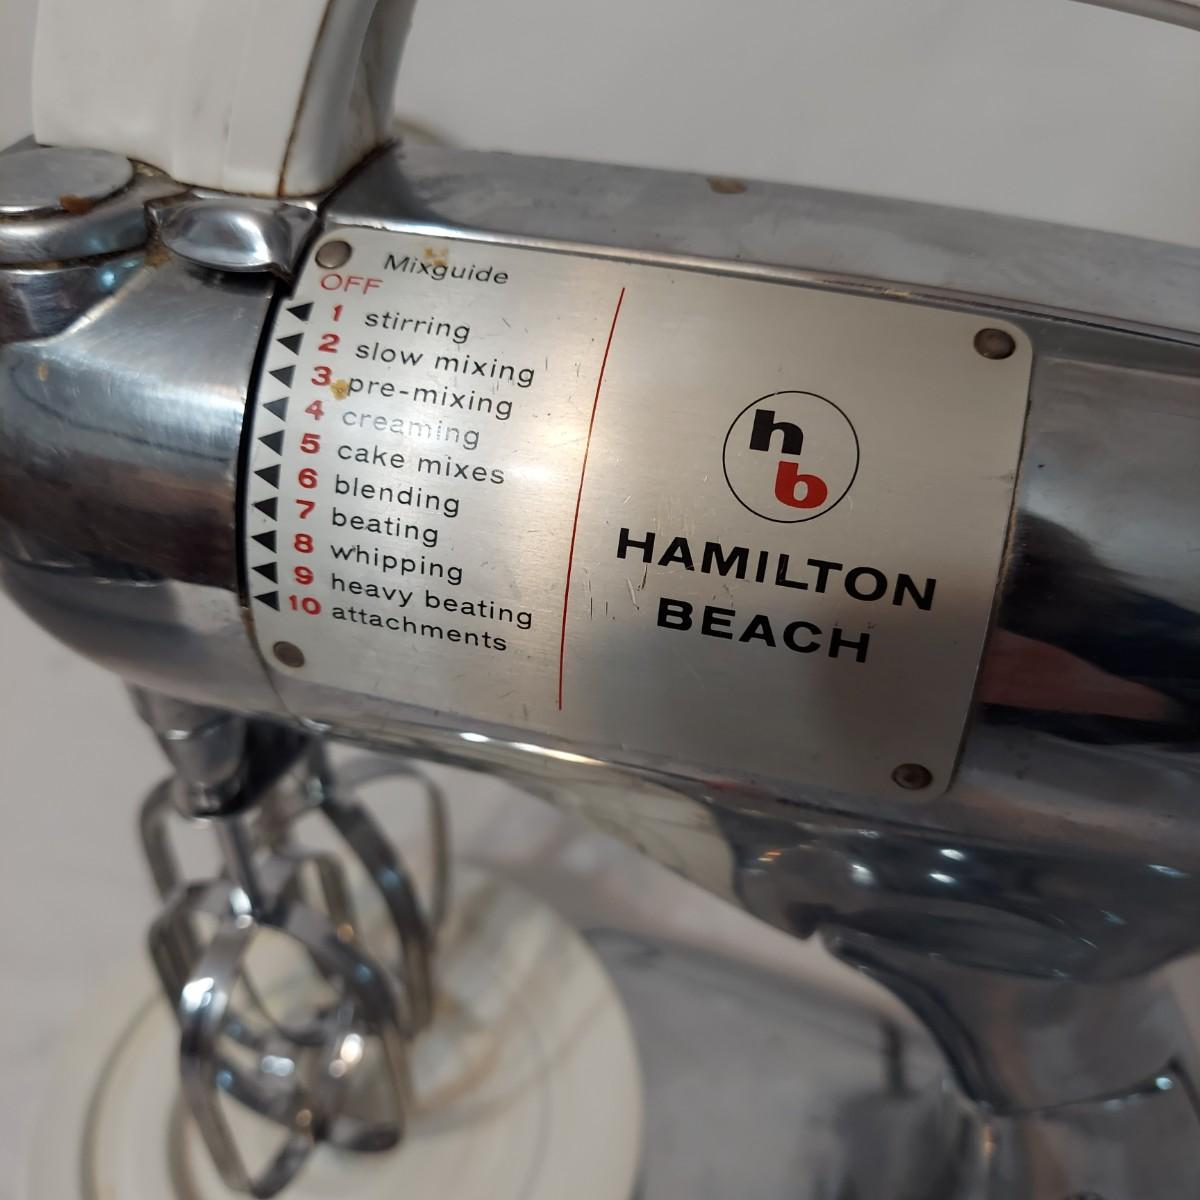 Mixguide
OFF
1 stirring
2 slow mixing
3 pre-mixing
4 creaming
5 cake mixes
6 blending
7 beating
8 whipping
9 heavy beating
10 attachments
h
b
HAMILTON
BEACH